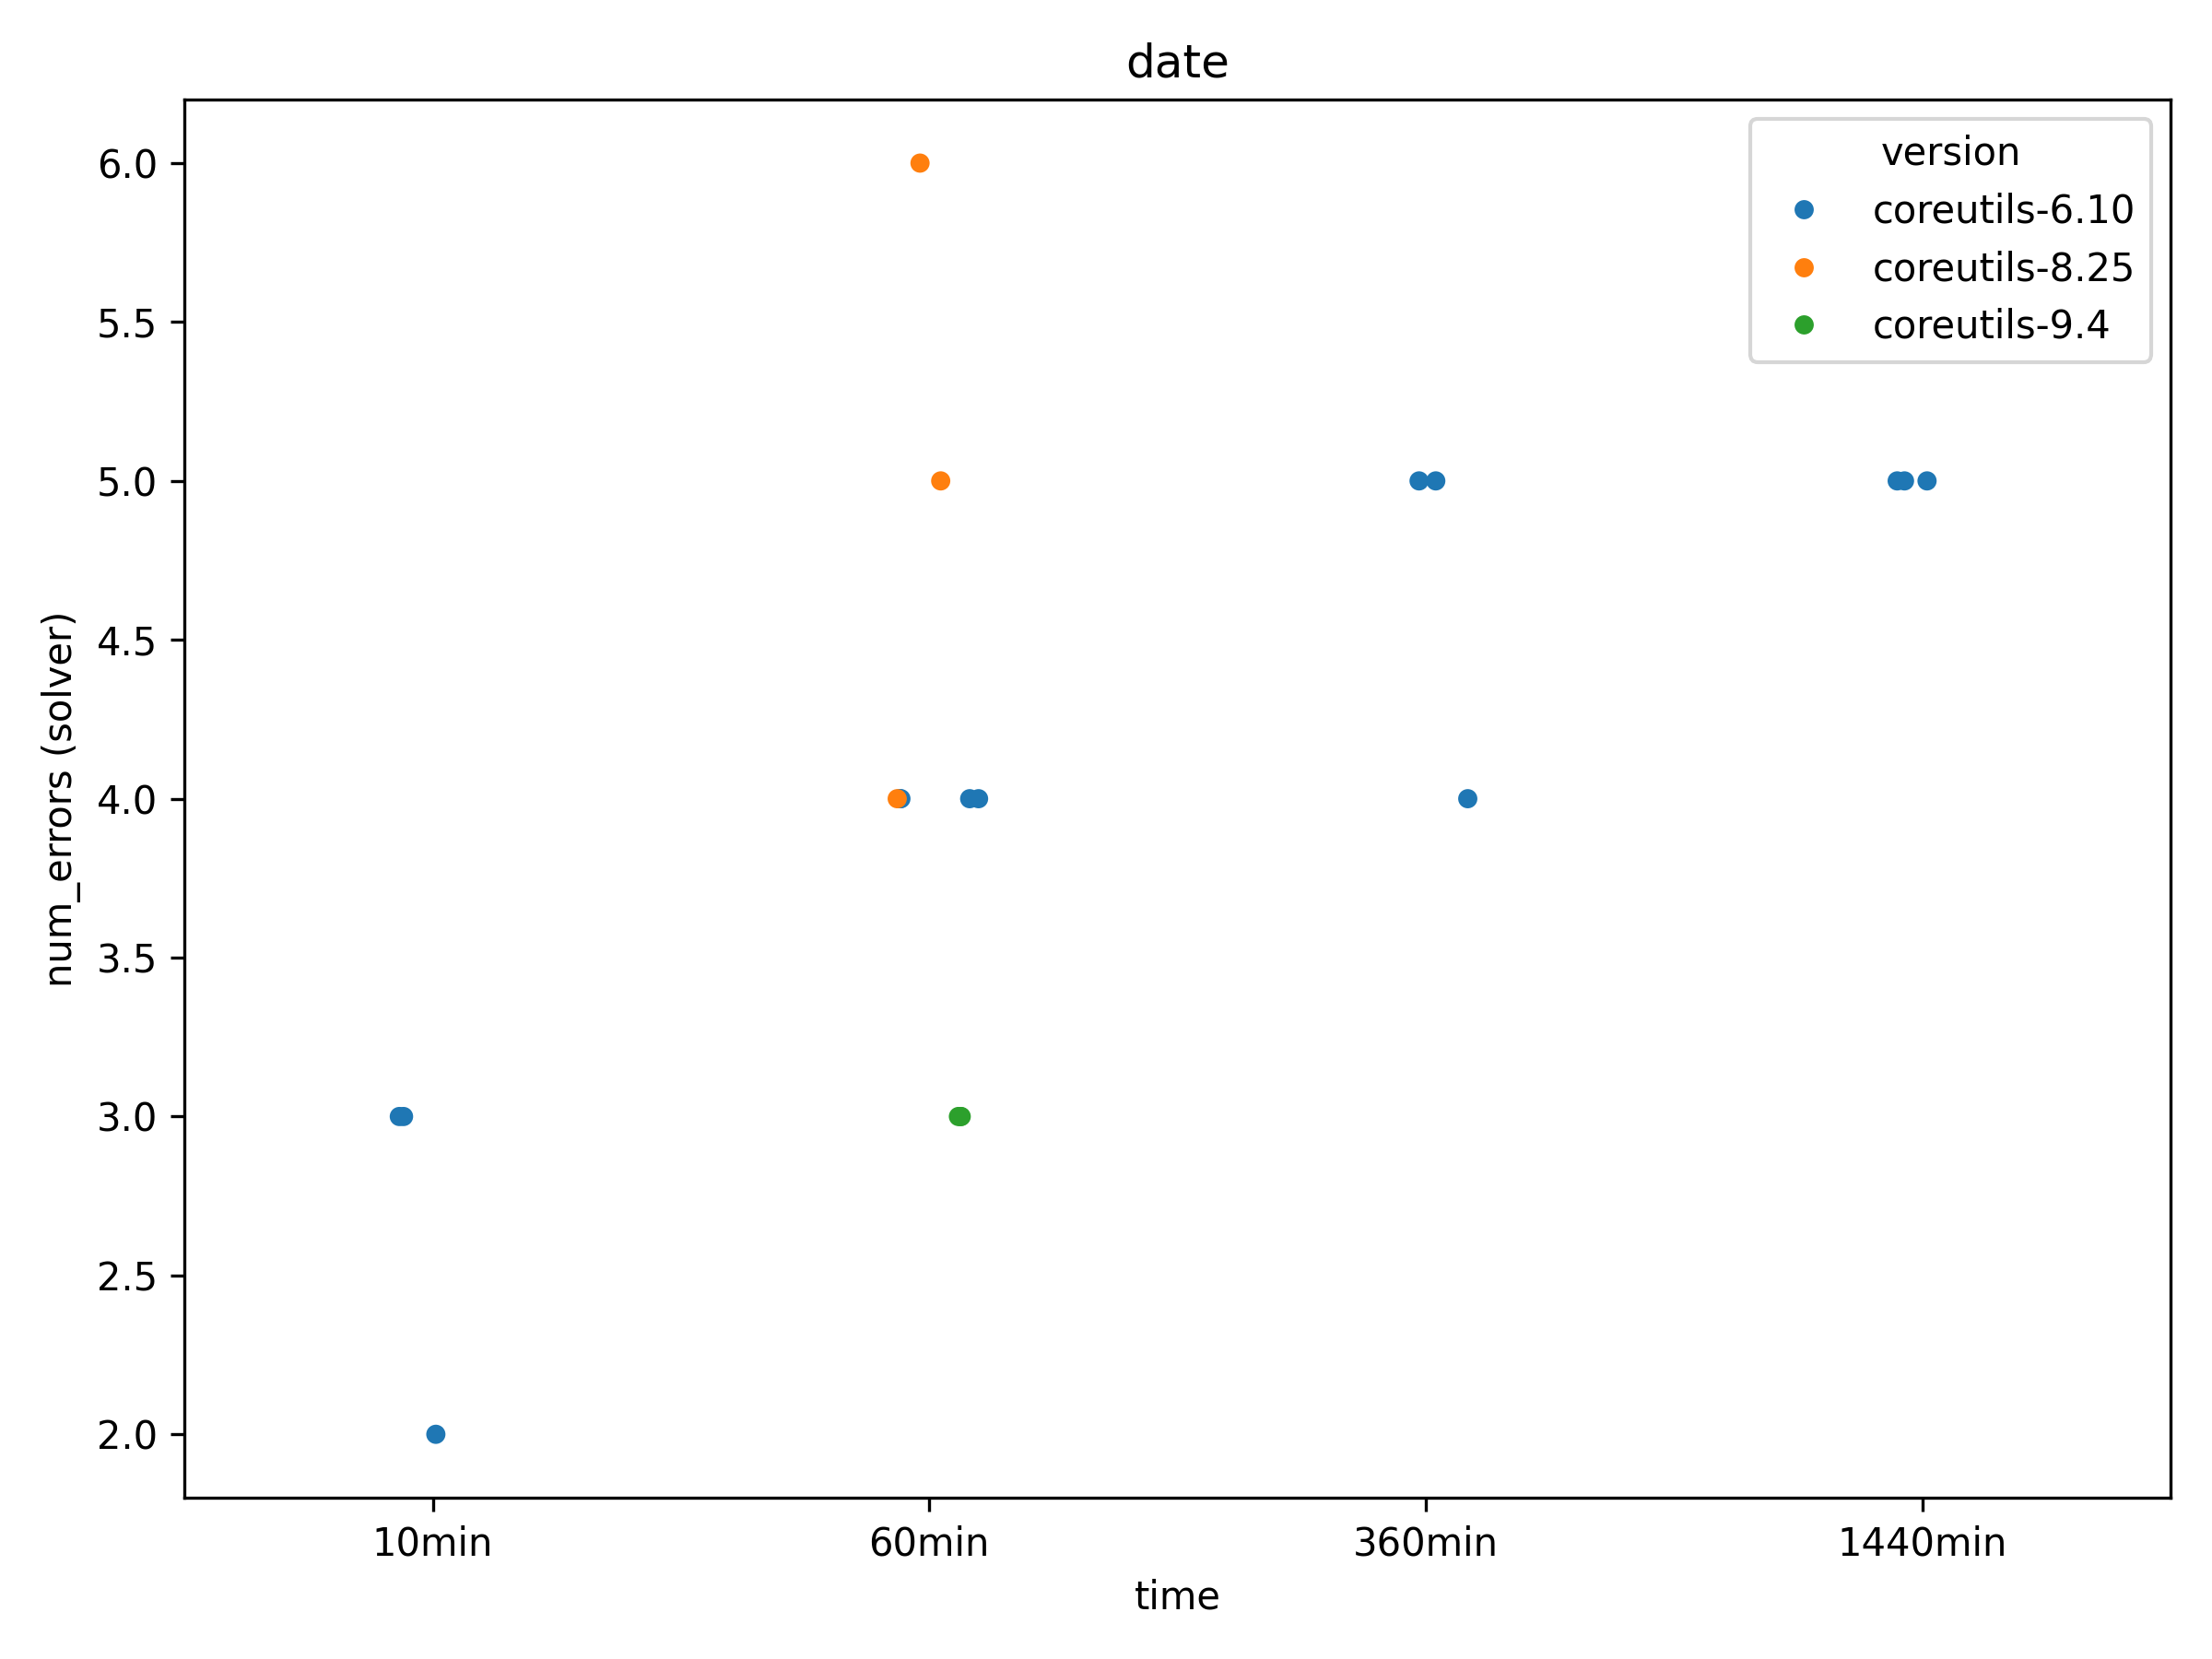 date
version
coreutils-6.10
coreutils-8.25
coreutils-9.4
num_errors (solver)
6.0
5.5
5.0
4.5
4.0
3.5
3.0
2.5
2.0
10min
60min
360min
1440min
time